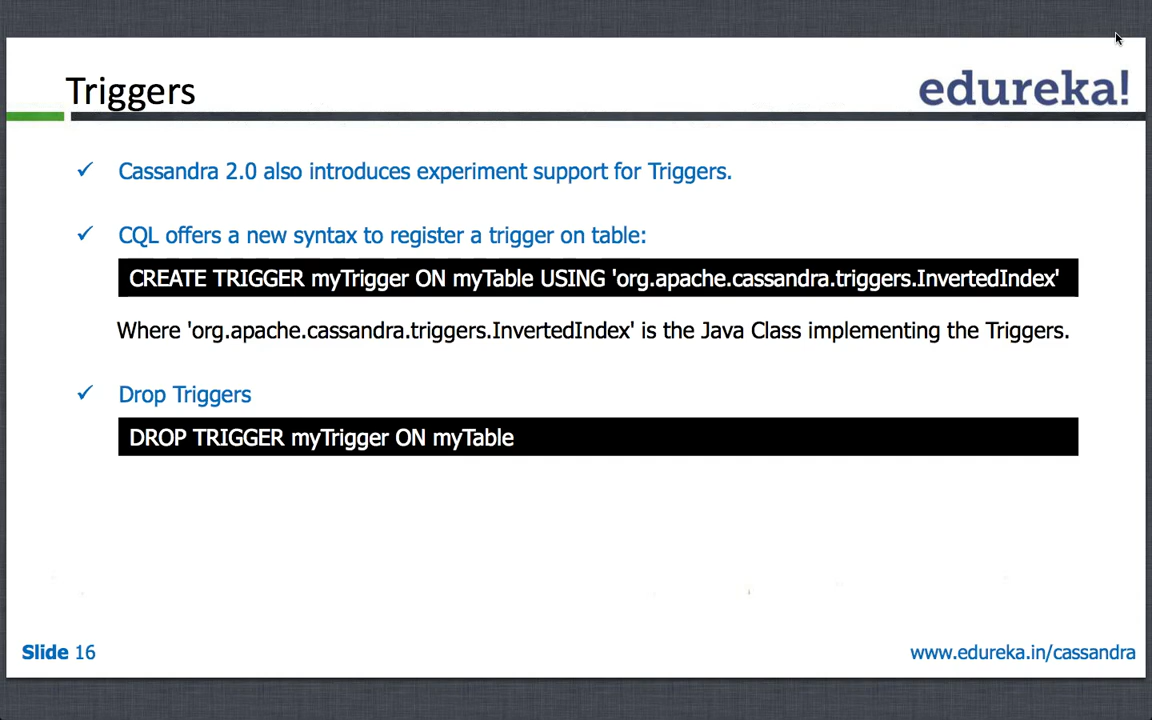 Triggers
edureka!
✓ Cassandra 2.0 also introduces experiment support for Triggers.
✓ CQL offers a new syntax to register a trigger on table:
CREATE TRIGGER myTrigger ON myTable USING 'org.apache.cassandra.triggers.InvertedIndex'
Where 'org.apache.cassandra.triggers.InvertedIndex' is the Java Class implementing the Triggers.
✓ Drop Triggers
DROP TRIGGER myTrigger ON myTable
Slide 16
www.edureka.in/cassandra